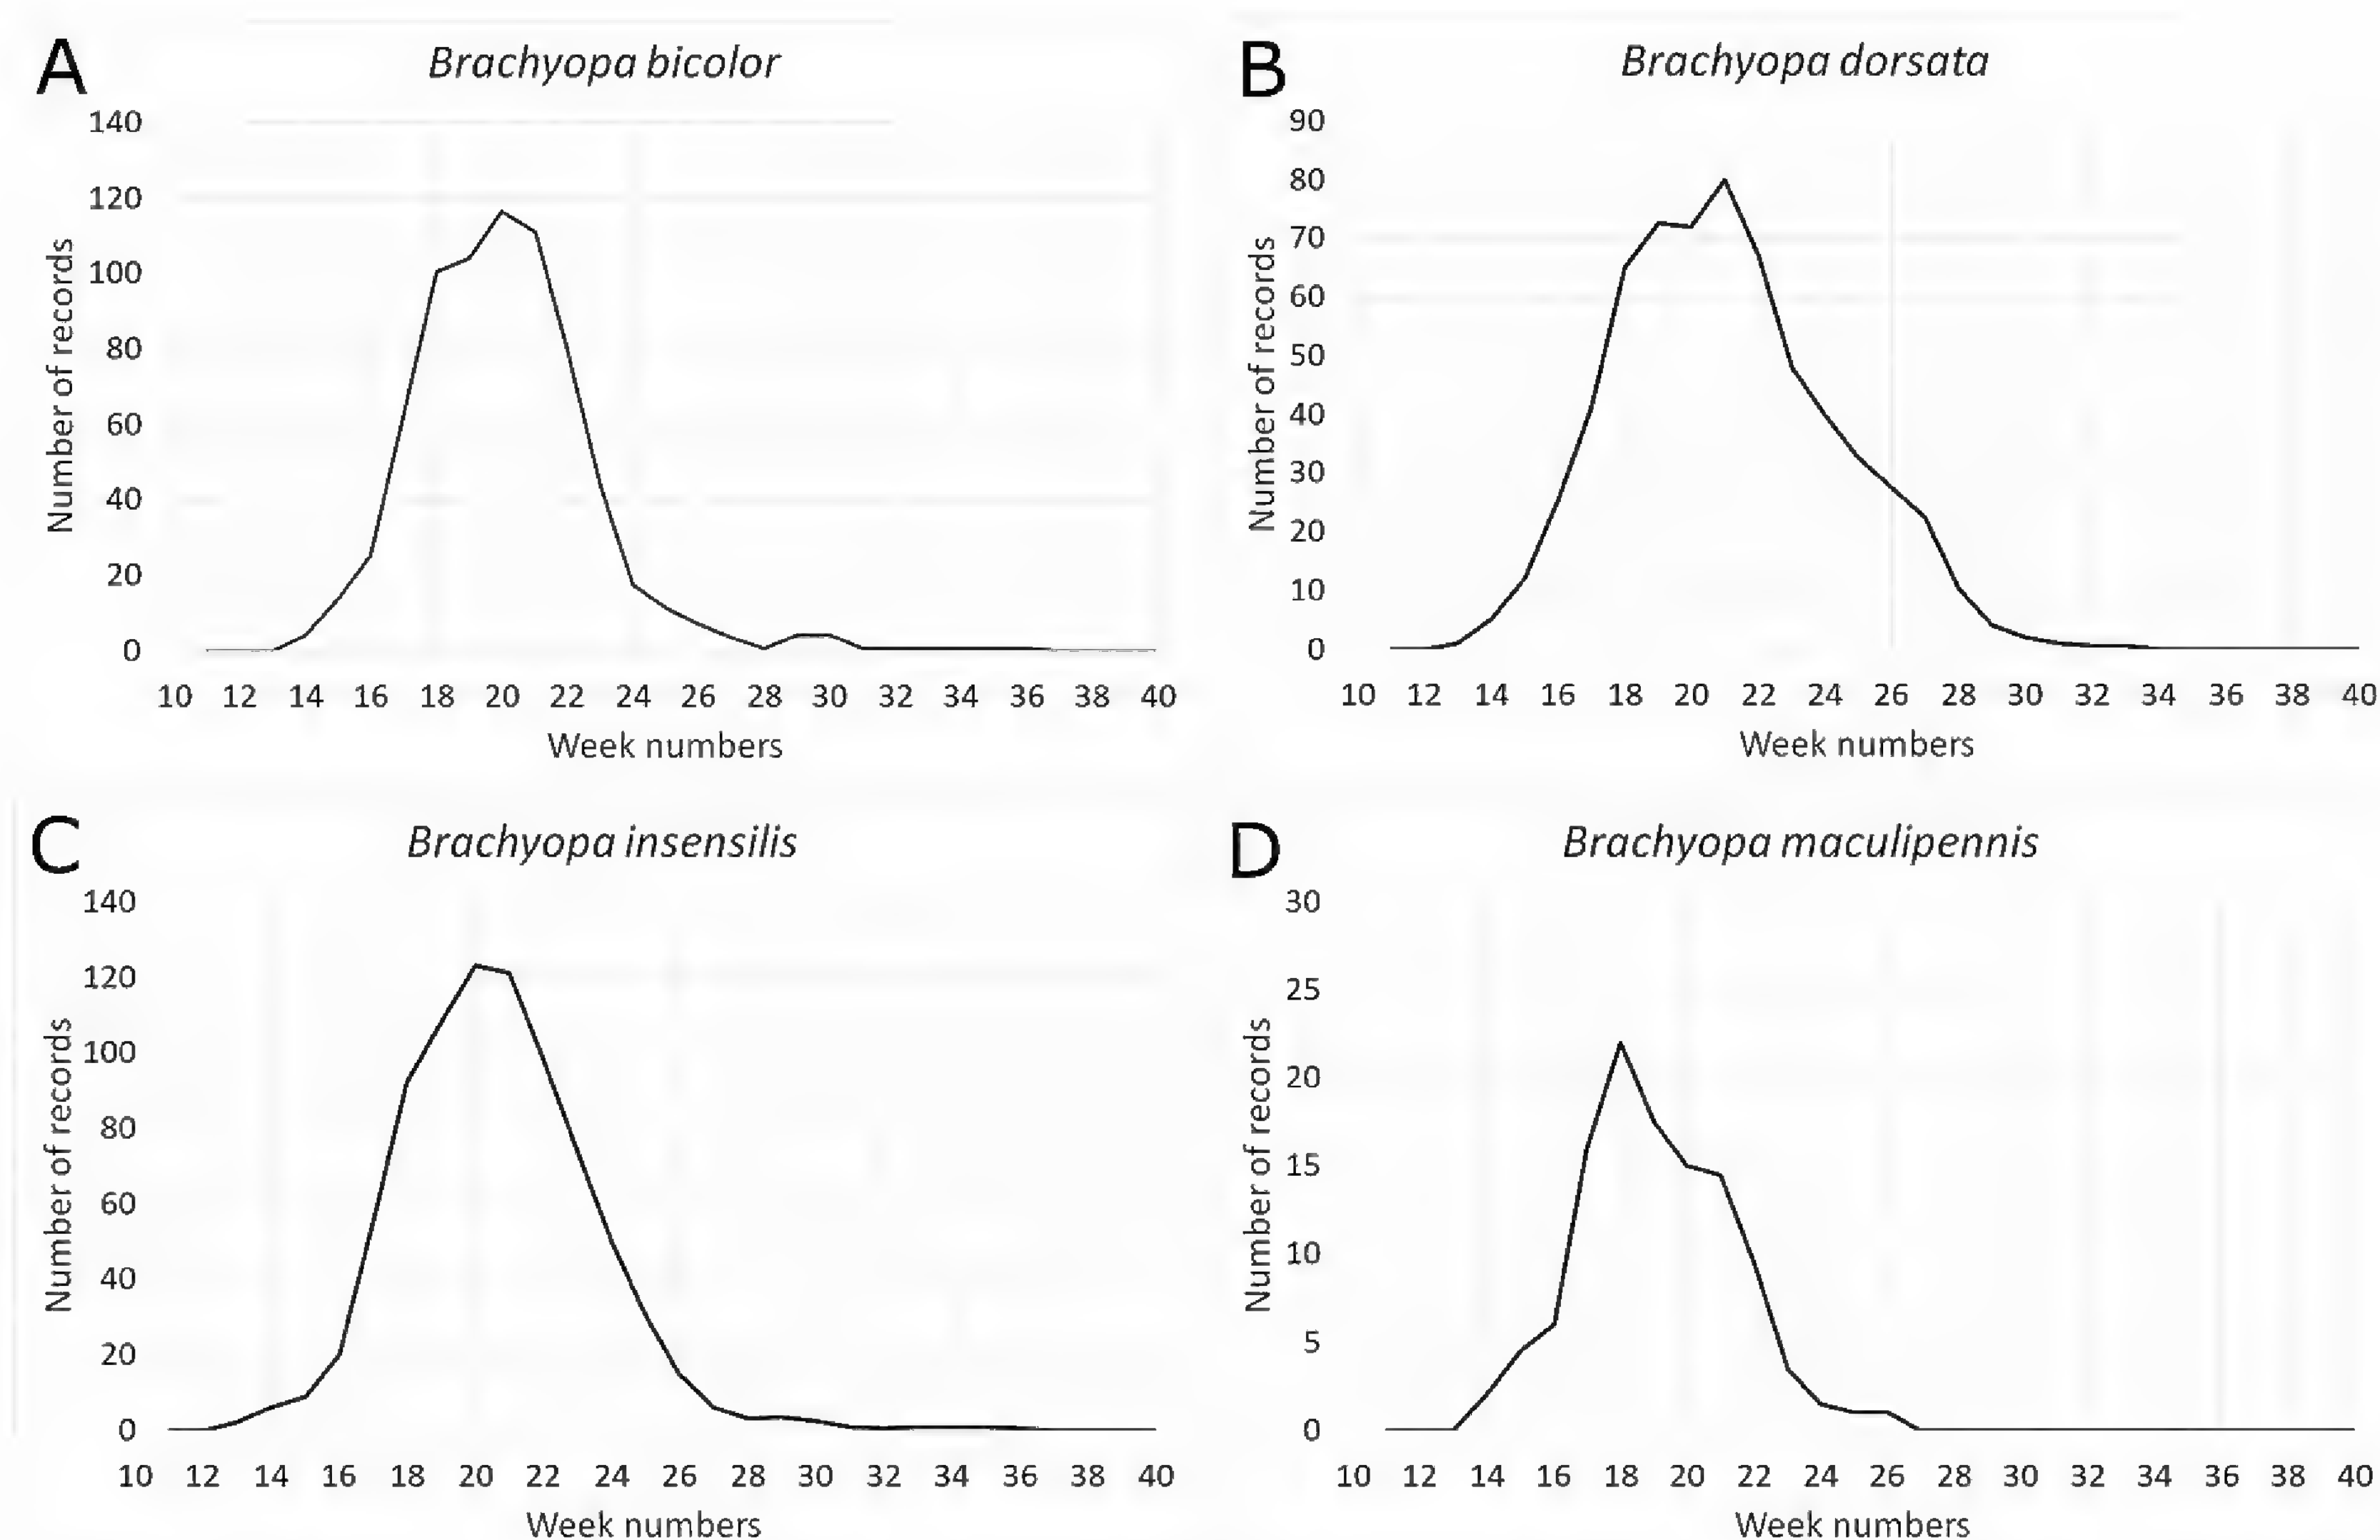 A
Brachyopa bicolor
140
120
100
80
60
40
20
0
Number of records
10 12 14 16 18 20 22 24 26 28 30 32 34 36 38 40
Week numbers
B
Brachyopa dorsata
90
80
70
60
50
40
30
20
10
0
Number of records
10 12 14 16 18 20 22 24 26 28 30 32 34 36 38 40
Week numbers
C
Brachyopa insensilis
140
120
100
80
60
40
20
0
Number of records
10 12 14 16 18 20 22 24 26 28 30 32 34 36 38 40
Week numbers
D
Brachyopa maculipennis
30
25
20
15
10
5
0
Number of records
10 12 14 16 18 20 22 24 26 28 30 32 34 36 38 40
Week numbers